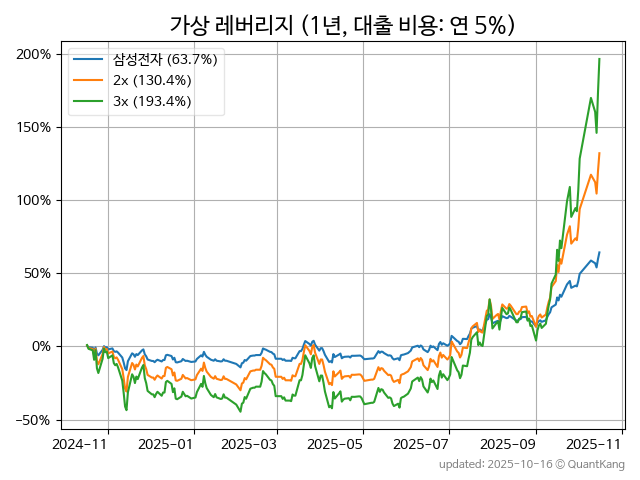 가상 레버리지 (1년, 대출 비용: 연 5%)
삼성전자 (63.7%)
2x (130.4%)
3x (193.4%)
200%
150%
100%
50%
0%
−50%
2024-11 2025-01 2025-03 2025-05 2025-07 2025-09 2025-11
updated: 2025-10-16 © QuantKang